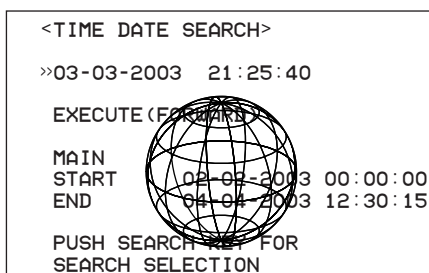 <TIME DATE SEARCH>
»03-03-2003 21:25:40
EXECUTE(FORWARD)
MAIN
START 02-02-2003 00:00:00
END 04-04-2003 12:30:15
PUSH SEARCH KEY FOR
SEARCH SELECTION